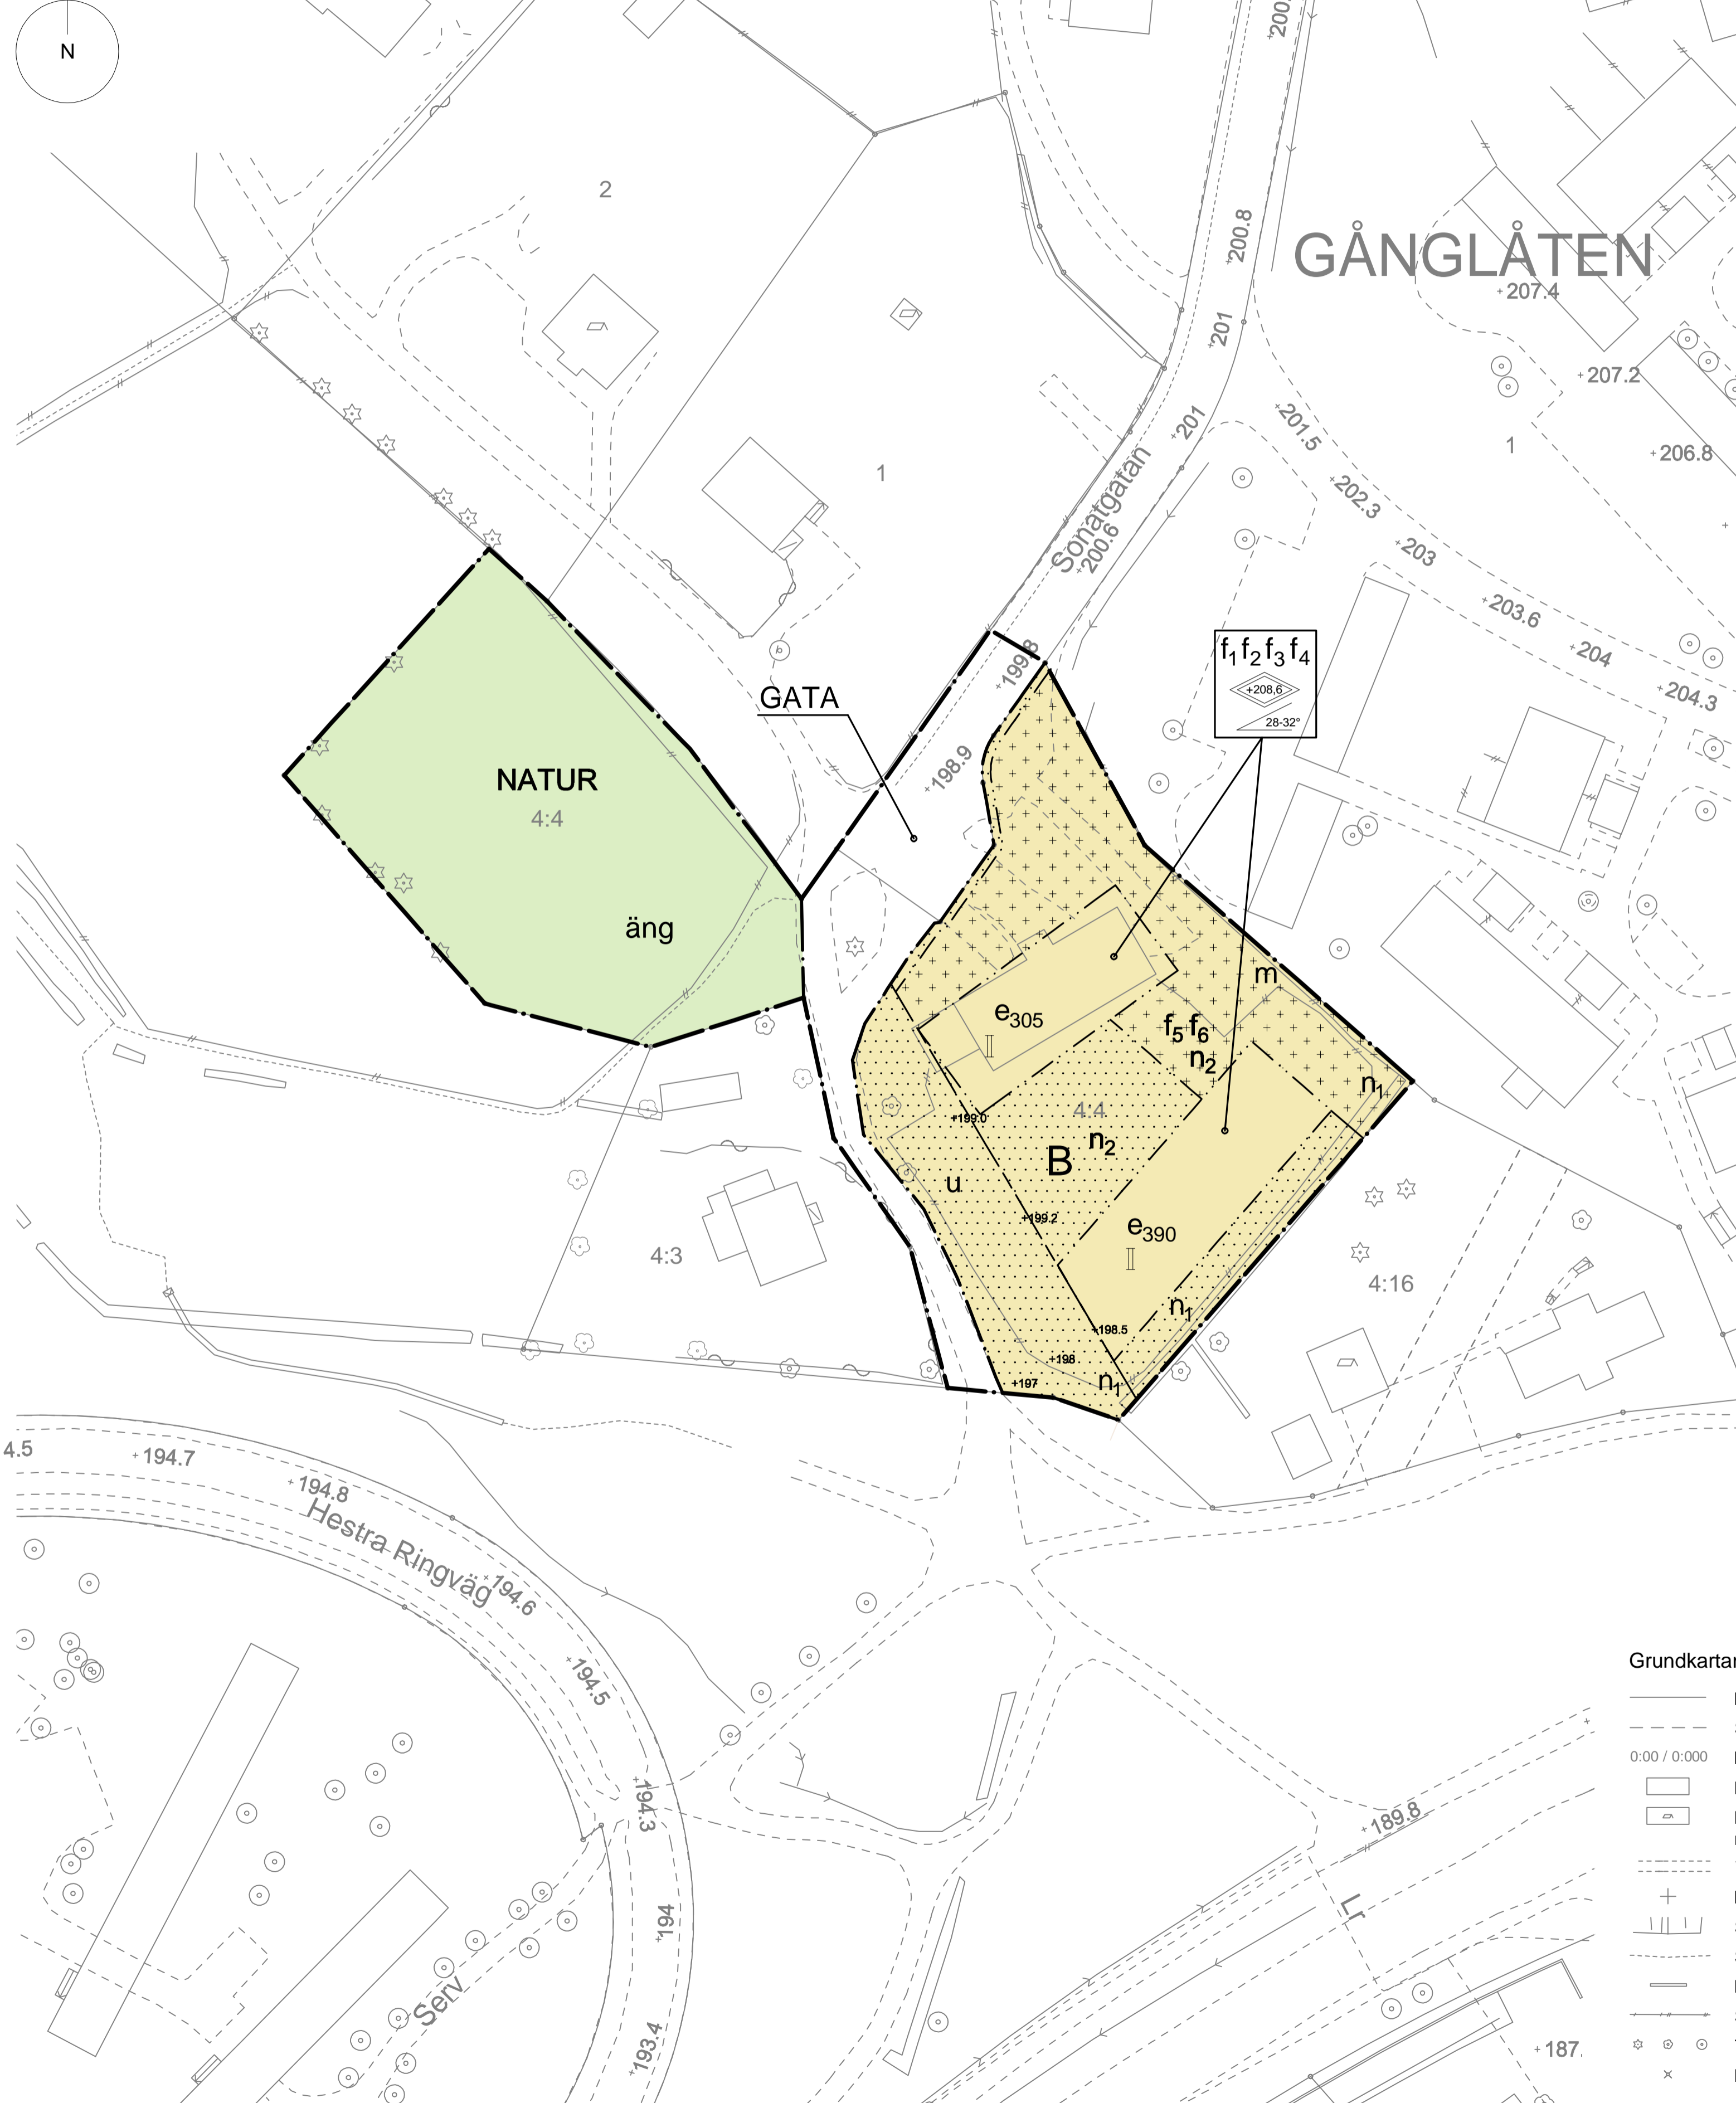 N
2
200.
GÅNGLÅTEN
200.8
+207.4
201
+207.2
201
201.5
1
1
+206.8
Sonatgatan
200.6
202.3
203
203.6
204
204.3
199.8
f1 f2 f3 f4
+208,6
28-32°
GATA
198.9
NATUR
4:4
äng
m
e305
II
f5 f6
n2
n1
4:4
+199.0
n2
B
u
+199.2
e390
II
4:3
4:16
n1
+198.5
+198
+197
n1
4.5
+194.7
+194.8
Hestra Ringväg
194.6
194.5
194.3
194
193.4
Serv
Lr
189.8
+187.
Grundkartan
0:00 / 0:000